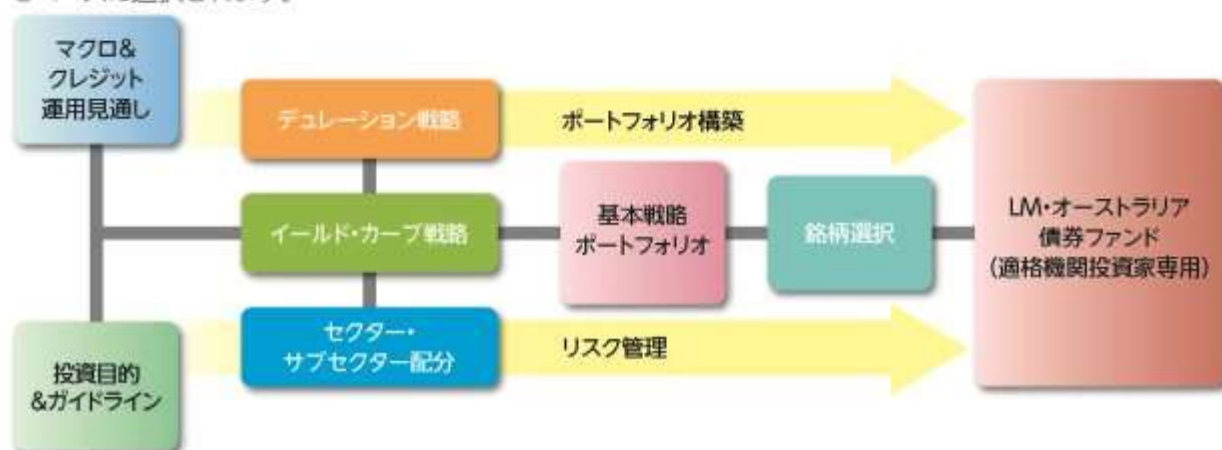 マクロ&
クレジット
運用見通し
デュレーション戦略
ポートフォリオ構築
イールド・カーブ戦略
基本戦略
ポートフォリオ
銘柄選択
LM・オーストラリア
債券ファンド
(適格機関投資家専用)
セクター・
サブセクター配分
リスク管理
投資目的
&ガイドライン